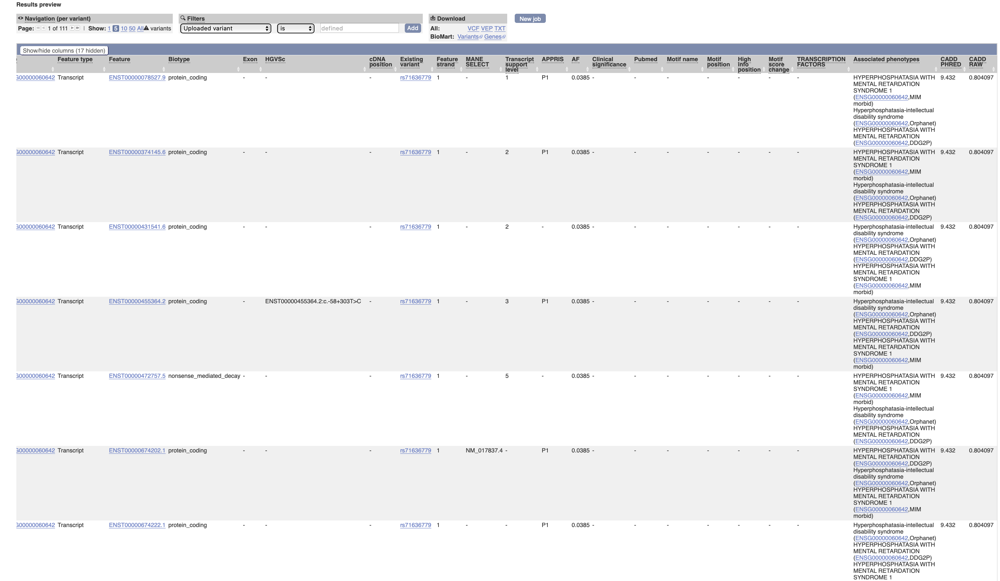 Results preview
Navigation (per variant)
Page: 1 of 111 | Show: 1 5 10 50 All variants
Filters
Uploaded variant is defined Add
Download
All: VCF VEP TXT
BioMart: Variants Genes
New job
Show/hide columns (17 hidden)
Feature type Feature Biotype Exon HGVSc cDNA position Existing variant Feature strand MANE SELECT Transcript support level APPRIS AF Clinical significance Pubmed Motif name Motif position High info position Motif score change TRANSCRIPTION FACTORS Associated phenotypes CADD PHRED CADD RAW
G00000060642 Transcript ENST00000078527.9 protein_coding - - - rs71636779 1 - 1 P1 0.0385 - - - - - - - HYPERPHOSPHATASIA WITH 9.432 0.804097
MENTAL RETARDATION
SYNDROME 1
(ENSG00000060642,MIM
morbid)
Hyperphosphatasia-intellectual
disability syndrome
(ENSG00000060642,Orphanet)
HYPERPHOSPHATASIA WITH
MENTAL RETARDATION
(ENSG00000060642,DDG2P)
G00000060642 Transcript ENST00000374145.6 protein_coding - - - rs71636779 1 - 2 P1 0.0385 - - - - - - - HYPERPHOSPHATASIA WITH 9.432 0.804097
MENTAL RETARDATION
SYNDROME 1
(ENSG00000060642,MIM
morbid)
Hyperphosphatasia-intellectual
disability syndrome
(ENSG00000060642,Orphanet)
HYPERPHOSPHATASIA WITH
MENTAL RETARDATION
(ENSG00000060642,DDG2P)
G00000060642 Transcript ENST00000431541.6 protein_coding - - - rs71636779 1 - 2 - 0.0385 - - - - - - - Hyperphosphatasia-intellectual 9.432 0.804097
disability syndrome
(ENSG00000060642,Orphanet)
HYPERPHOSPHATASIA WITH
MENTAL RETARDATION
(ENSG00000060642,DDG2P)
HYPERPHOSPHATASIA WITH
MENTAL RETARDATION
SYNDROME 1
(ENSG00000060642,MIM
morbid)
G00000060642 Transcript ENST00000455364.2 protein_coding - ENST00000455364.2:c.-58+303T>C - rs71636779 1 - 3 P1 0.0385 - - - - - - - Hyperphosphatasia-intellectual 9.432 0.804097
disability syndrome
(ENSG00000060642,Orphanet)
HYPERPHOSPHATASIA WITH
MENTAL RETARDATION
(ENSG00000060642,DDG2P)
HYPERPHOSPHATASIA WITH
MENTAL RETARDATION
SYNDROME 1
(ENSG00000060642,MIM
morbid)
G00000060642 Transcript ENST00000472757.5 nonsense_mediated_decay - - - rs71636779 1 - 5 - 0.0385 - - - - - - - HYPERPHOSPHATASIA WITH 9.432 0.804097
MENTAL RETARDATION
SYNDROME 1
(ENSG00000060642,MIM
morbid)
Hyperphosphatasia-intellectual
disability syndrome
(ENSG00000060642,Orphanet)
HYPERPHOSPHATASIA WITH
MENTAL RETARDATION
(ENSG00000060642,DDG2P)
G00000060642 Transcript ENST00000674202.1 protein_coding - - - rs71636779 1 NM_017837.4 - P1 0.0385 - - - - - - - HYPERPHOSPHATASIA WITH 9.432 0.804097
MENTAL RETARDATION
(ENSG00000060642,DDG2P)
Hyperphosphatasia-intellectual
disability syndrome
(ENSG00000060642,Orphanet)
HYPERPHOSPHATASIA WITH
MENTAL RETARDATION
SYNDROME 1
(ENSG00000060642,MIM
morbid)
G00000060642 Transcript ENST00000674222.1 protein_coding - - - rs71636779 1 - - P1 0.0385 - - - - - - - Hyperphosphatasia-intellectual 9.432 0.804097
disability syndrome
(ENSG00000060642,Orphanet)
HYPERPHOSPHATASIA WITH
MENTAL RETARDATION
(ENSG00000060642,DDG2P)
HYPERPHOSPHATASIA WITH
MENTAL RETARDATION
SYNDROME 1